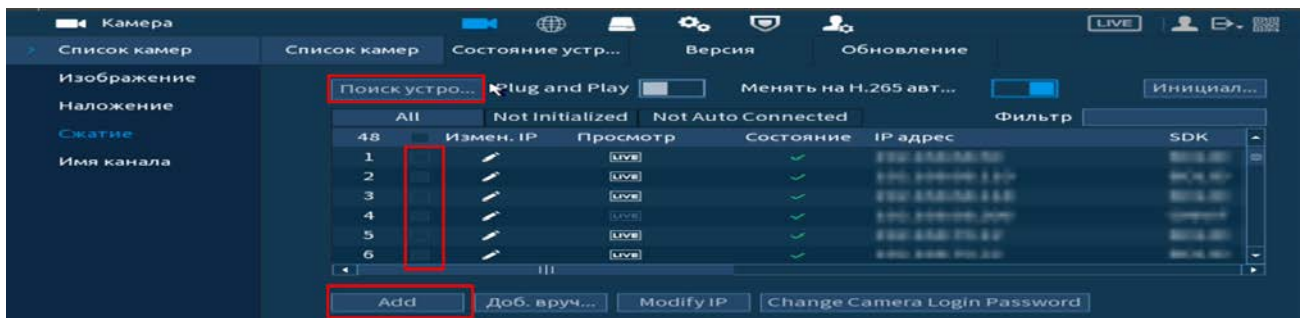 Камера LIVE
Список камер Список камер Состояние устр... Версия Обновление
Изображение
Поиск устро... Plug and Play Менять на H.265 авт... Инициал...
Наложение
All Not Initialized Not Auto Connected Фильтр
Сжатие
48 Измен. IP Просмотр Состояние IP адрес SDK
Имя канала
1 LIVE
2 LIVE
3 LIVE
4 LIVE
5 LIVE
6 LIVE
Add Доб. вруч... Modify IP Change Camera Login Password